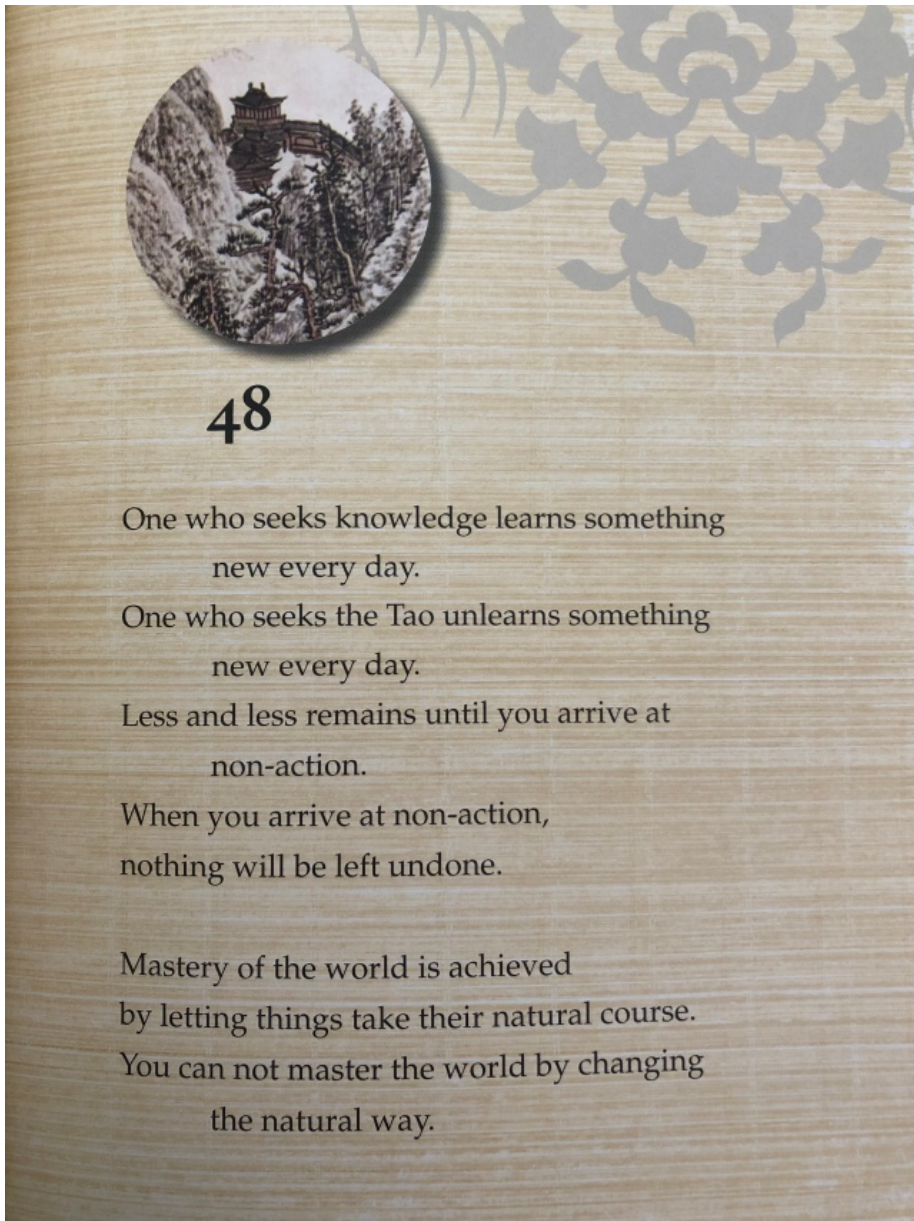 48
One who seeks knowledge learns something
new every day.
One who seeks the Tao unlearns something
new every day.
Less and less remains until you arrive at
non-action.
When you arrive at non-action,
nothing will be left undone.
Mastery of the world is achieved
by letting things take their natural course.
You can not master the world by changing
the natural way.